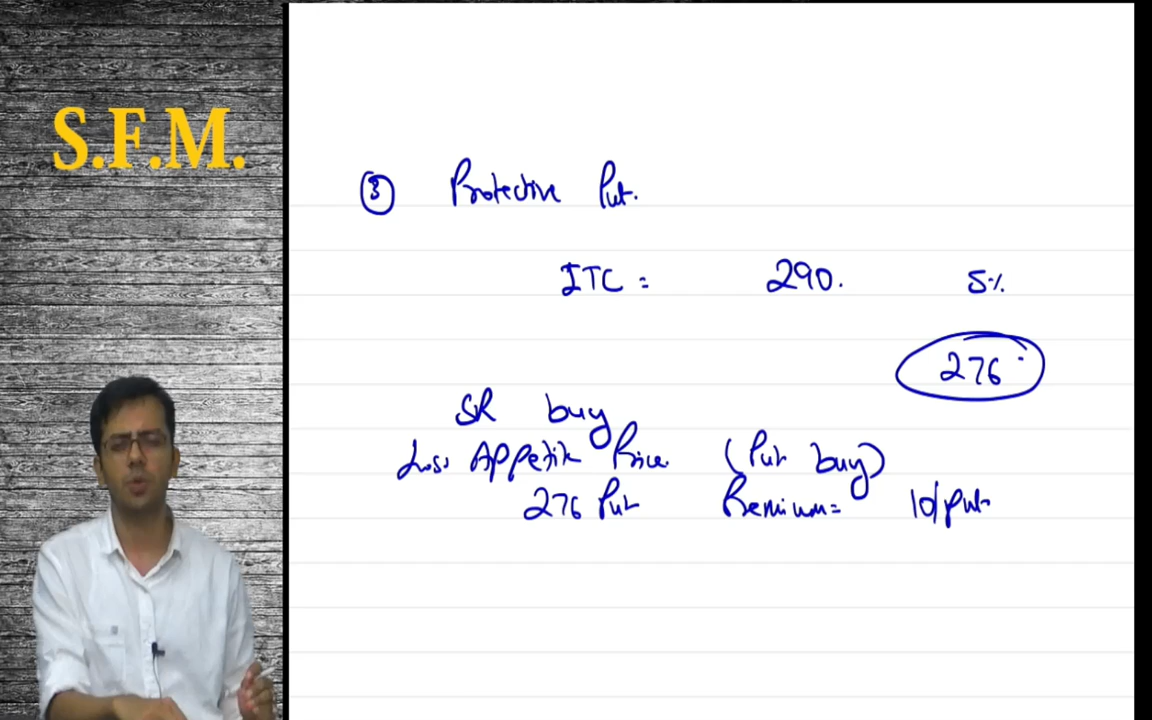 S.F.M.
③ Protective Put.
ITC = 290. 5%
276
SR buy
Loss Appetite Price (Put buy)
276 Put Premium= 10/put